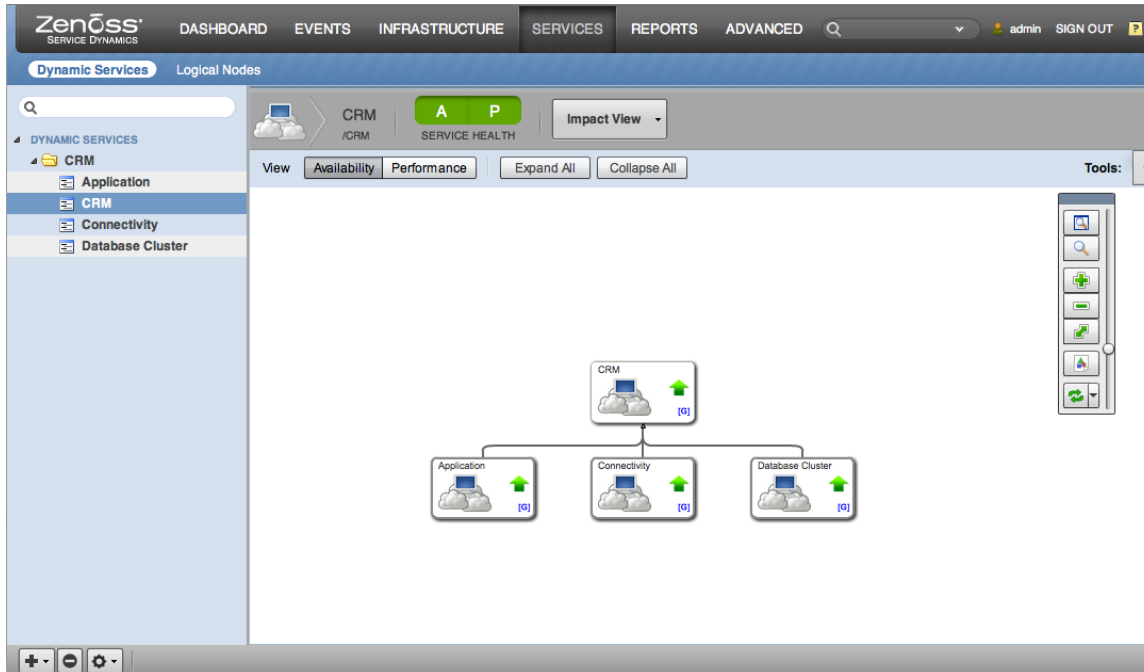 Zenoss
SERVICE DYNAMICS
DASHBOARD EVENTS INFRASTRUCTURE SERVICES REPORTS ADVANCED admin SIGN OUT ?
Dynamic Services Logical Nodes
DYNAMIC SERVICES
CRM
Application
CRM
Connectivity
Database Cluster
CRM
/CRM
A P
SERVICE HEALTH
Impact View
View Availability Performance Expand All Collapse All Tools:
CRM
[G]
Application
[G]
Connectivity
[G]
Database Cluster
[G]